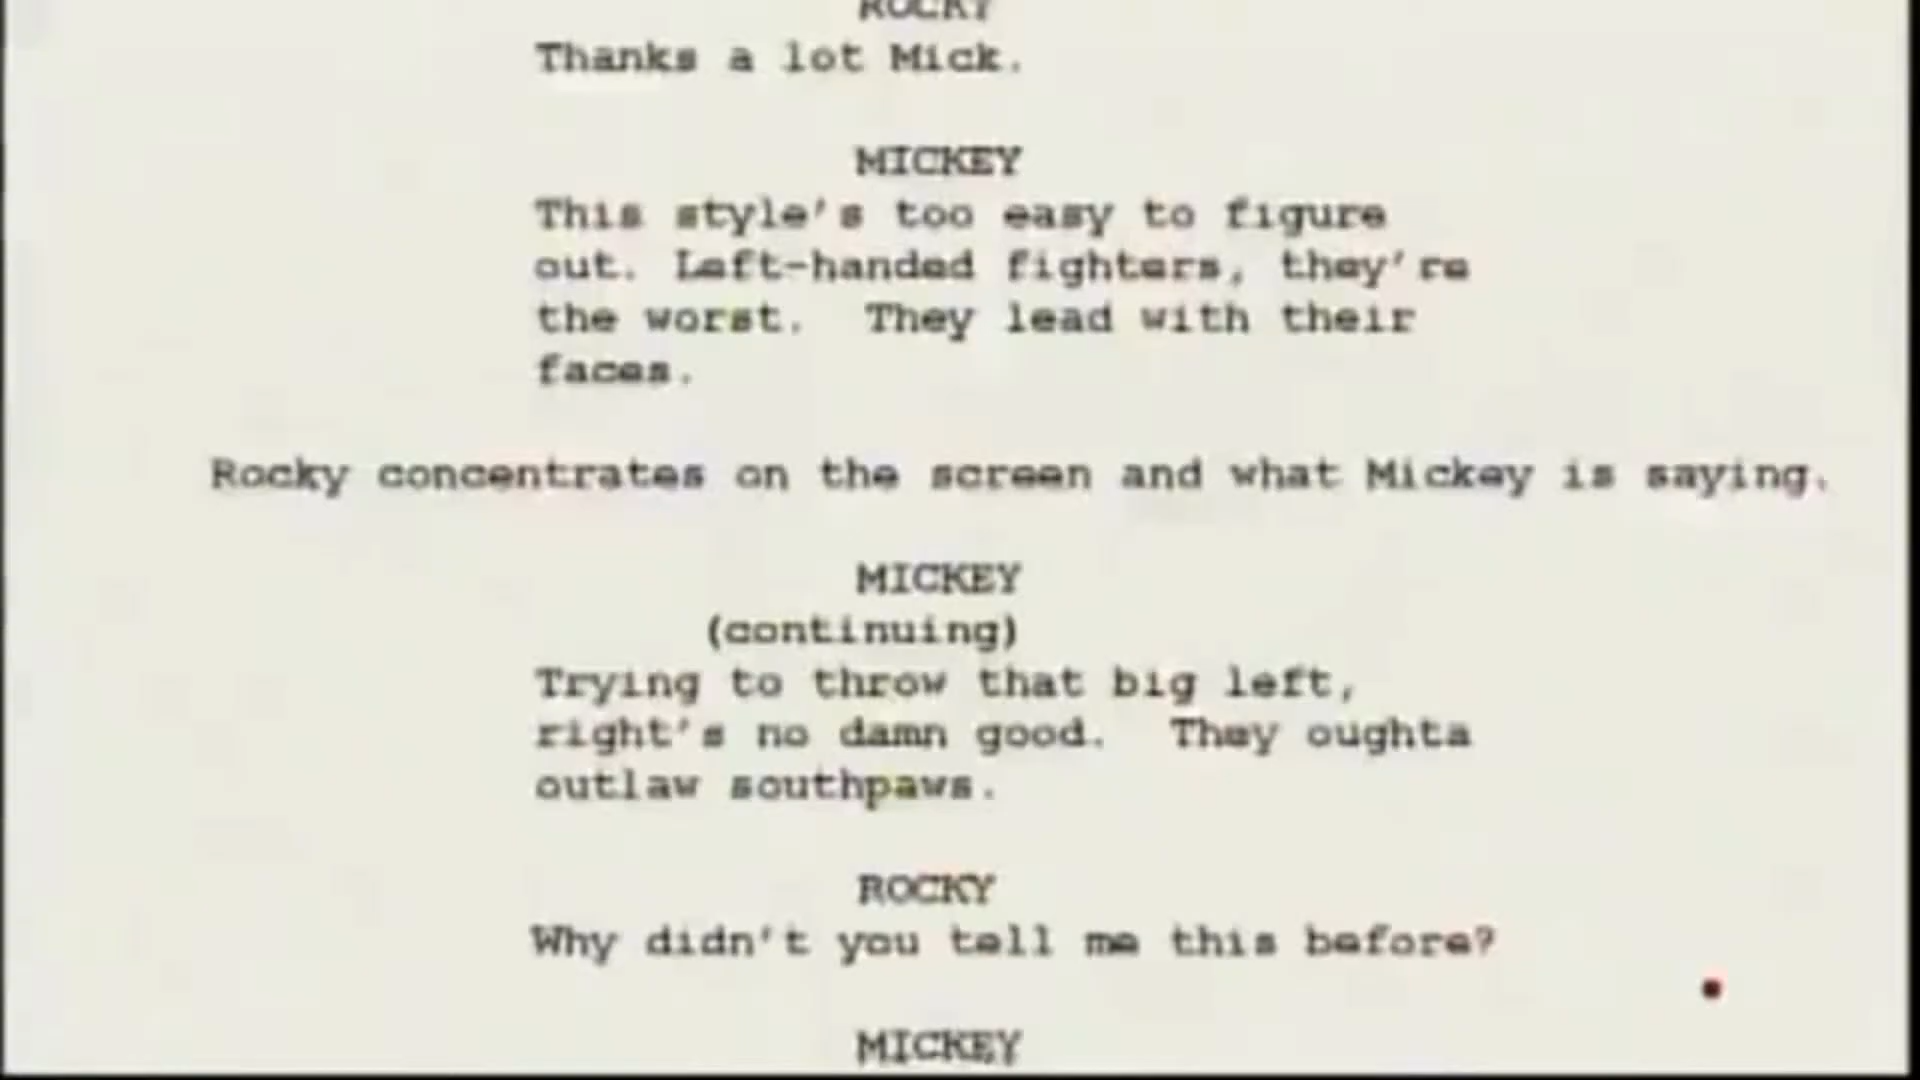 ROCKY
Thanks a lot Mick.
MICKEY
This style's too easy to figure
out. Left-handed fighters, they're
the worst.  They lead with their
faces.
Rocky concentrates on the screen and what Mickey is saying.
MICKEY
(continuing)
Trying to throw that big left,
right's no damn good.  They oughta
outlaw southpaws.
ROCKY
Why didn't you tell me this before?
MICKEY